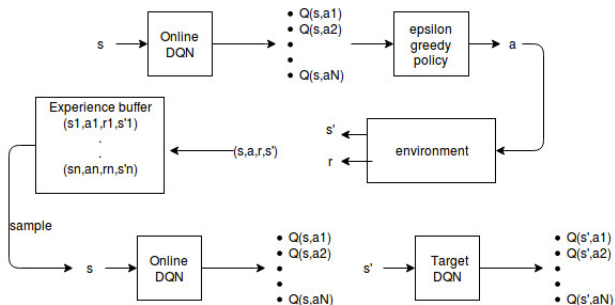 s
Online
DQN
• Q(s,a1)
• Q(s,a2)
•
•
• Q(s,aN)
epsilon
greedy
policy
a
Experience buffer
(s1,a1,r1,s'1)
.
.
(sn,an,rn,s'n)
(s,a,r,s')
s'
r
environment
sample
s
Online
DQN
• Q(s,a1)
• Q(s,a2)
•
•
• Q(s,aN)
s'
Target
DQN
• Q(s',a1)
• Q(s',a2)
•
•
• Q(s',aN)